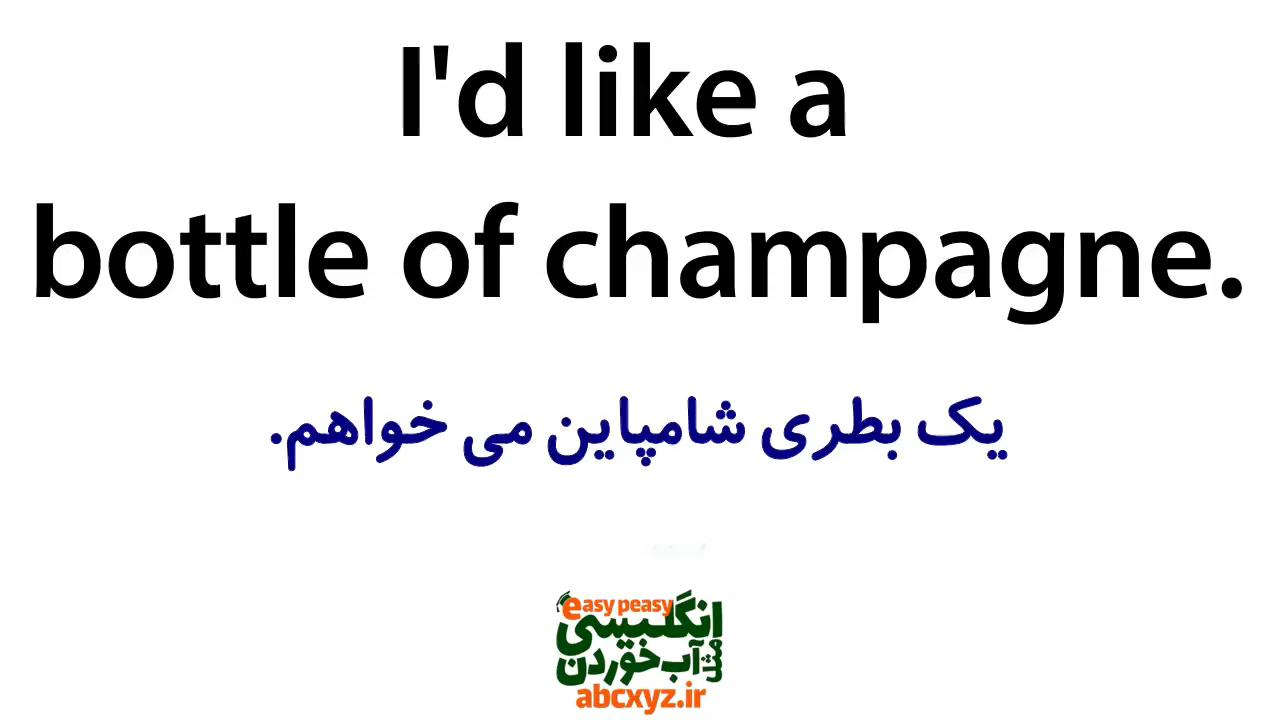 I'd like a
bottle of champagne.
یک بطری شامپاین می خواهم.
easy peasy
انگلیسی
مثل آب خوردن
abcxyz.ir